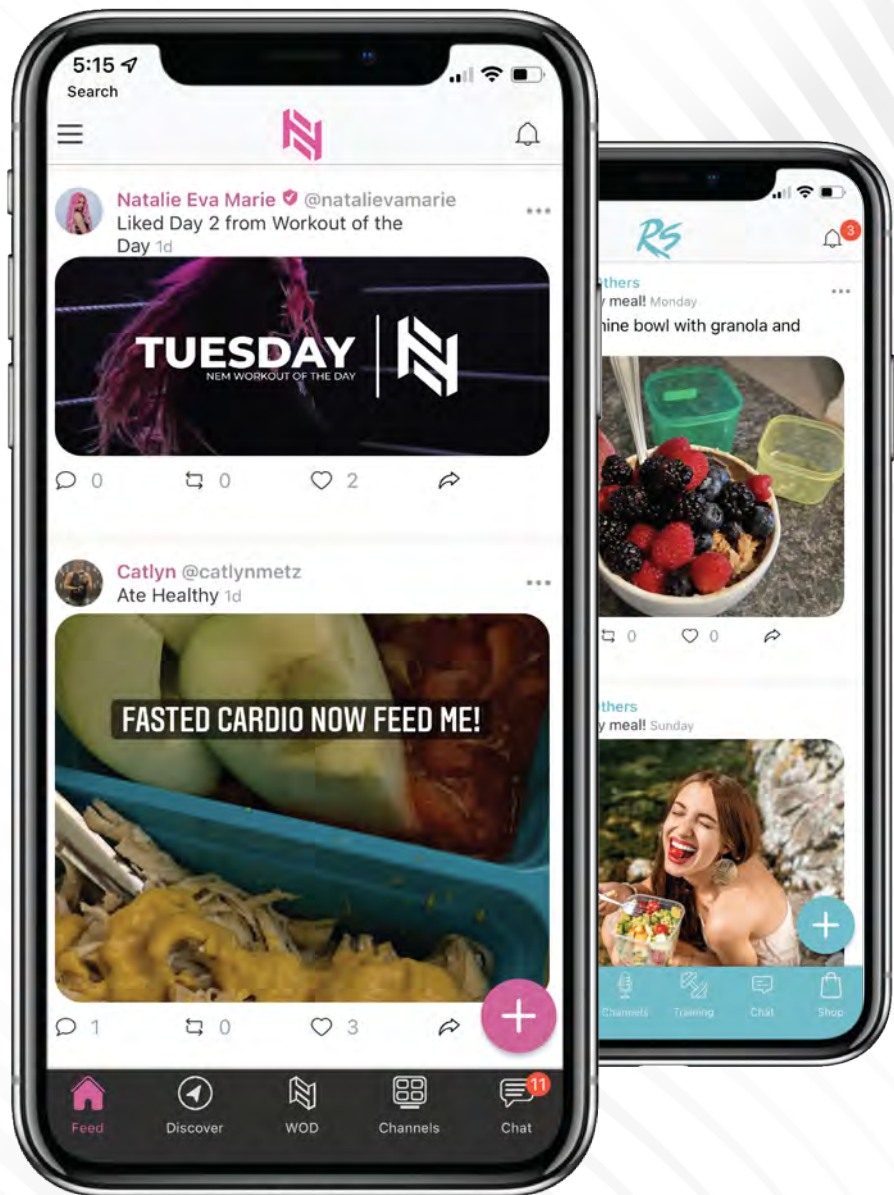 5:15
Search
Natalie Eva Marie @natalievamarie
Liked Day 2 from Workout of the
Day 1d
TUESDAY
NEM WORKOUT OF THE DAY
0 0 2
Catlyn @catlynmetz
Ate Healthy 1d
FASTED CARDIO NOW FEED ME!
1 0 3
Feed Discover WOD Channels Chat
11
RS
3
thers
y meal! Monday
nine bowl with granola and
0 0
thers
y meal! Sunday
Channels Training Chat Shop